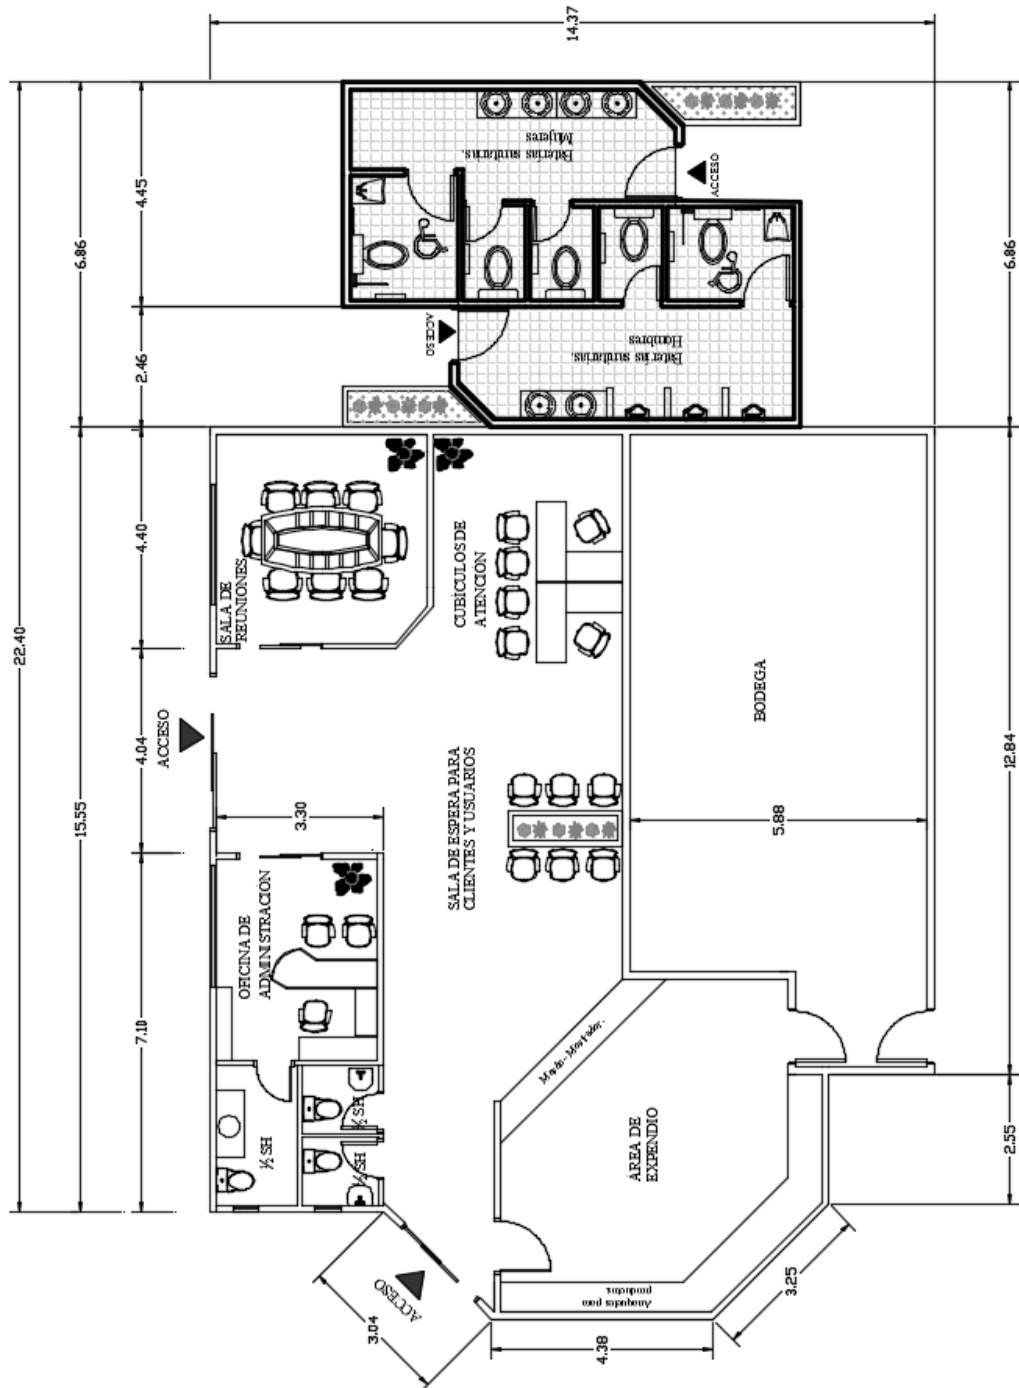 14.37
22.40
6.86
4.45
2.46
15.55
4.40
4.04
7.10
6.86
12.84
2.55
Baterías sanitarias.
Mujeres
ACCESO
ACCESO
Baterías sanitarias.
Hombres
SALA DE
REUNIONES
CUBÍCULOS DE
ATENCIÓN
ACCESO
3.30
SALA DE ESPERA PARA
CLIENTES Y USUARIOS
BODEGA
5.88
OFICINA DE
ADMINISTRACIÓN
½ SH
½ SH
½ SH
Mueble-Mostrador.
ÁREA DE
EXPENDIO
Anaqueles para
productos.
ACCESO
3.04
4.38
3.25